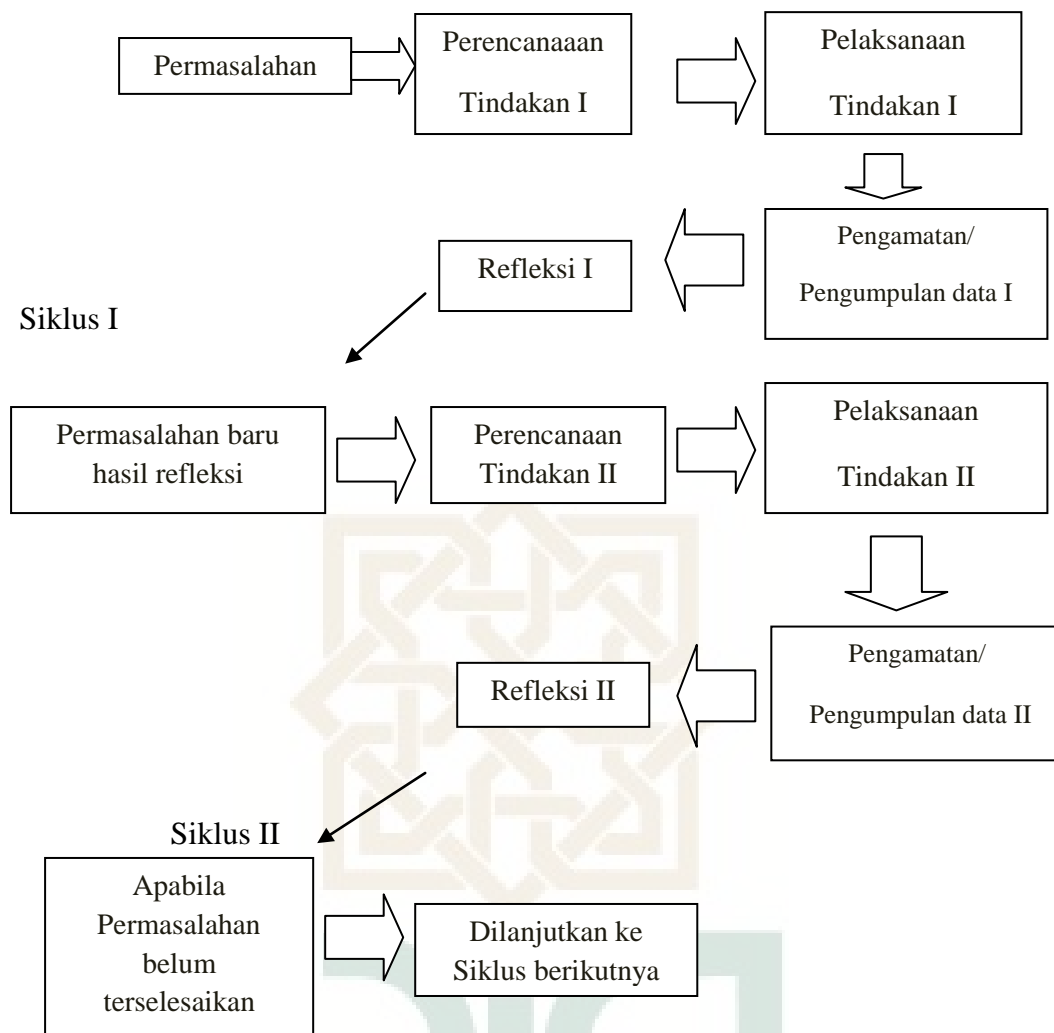 Permasalahan
Perencanaaan
Tindakan I
Pelaksanaan
Tindakan I
Pengamatan/
Pengumpulan data I
Refleksi I
Siklus I
Permasalahan baru
hasil refleksi
Perencanaan
Tindakan II
Pelaksanaan
Tindakan II
Pengamatan/
Pengumpulan data II
Refleksi II
Siklus II
Apabila
Permasalahan
belum
terselesaikan
Dilanjutkan ke
Siklus berikutnya